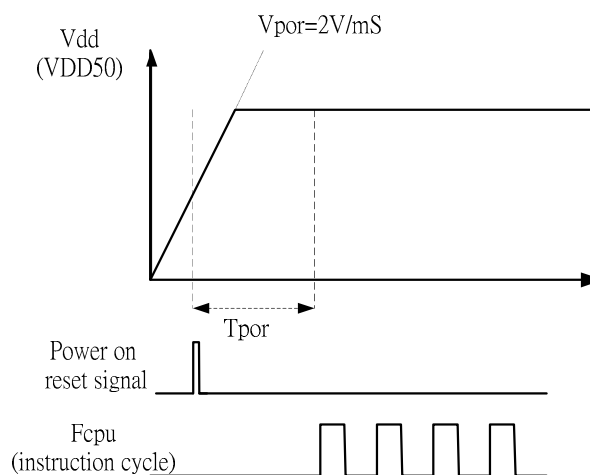 Vpor=2V/mS
Vdd
(VDD50)
Tpor
Power on
reset signal
Fcpu
(instruction cycle)